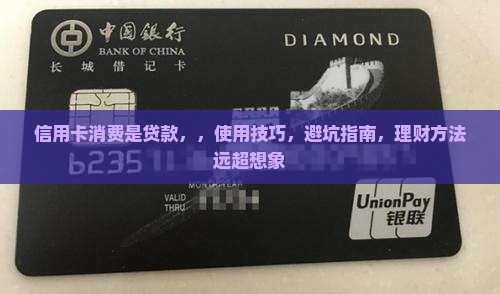 中国银行
BANK OF CHINA
DIAMOND
长城借记卡
信用卡消费是贷款，，使用技巧，避坑指南，理财方法
远超想象
MONTH/YEAR
VALID
THRU
UnionPay
银联